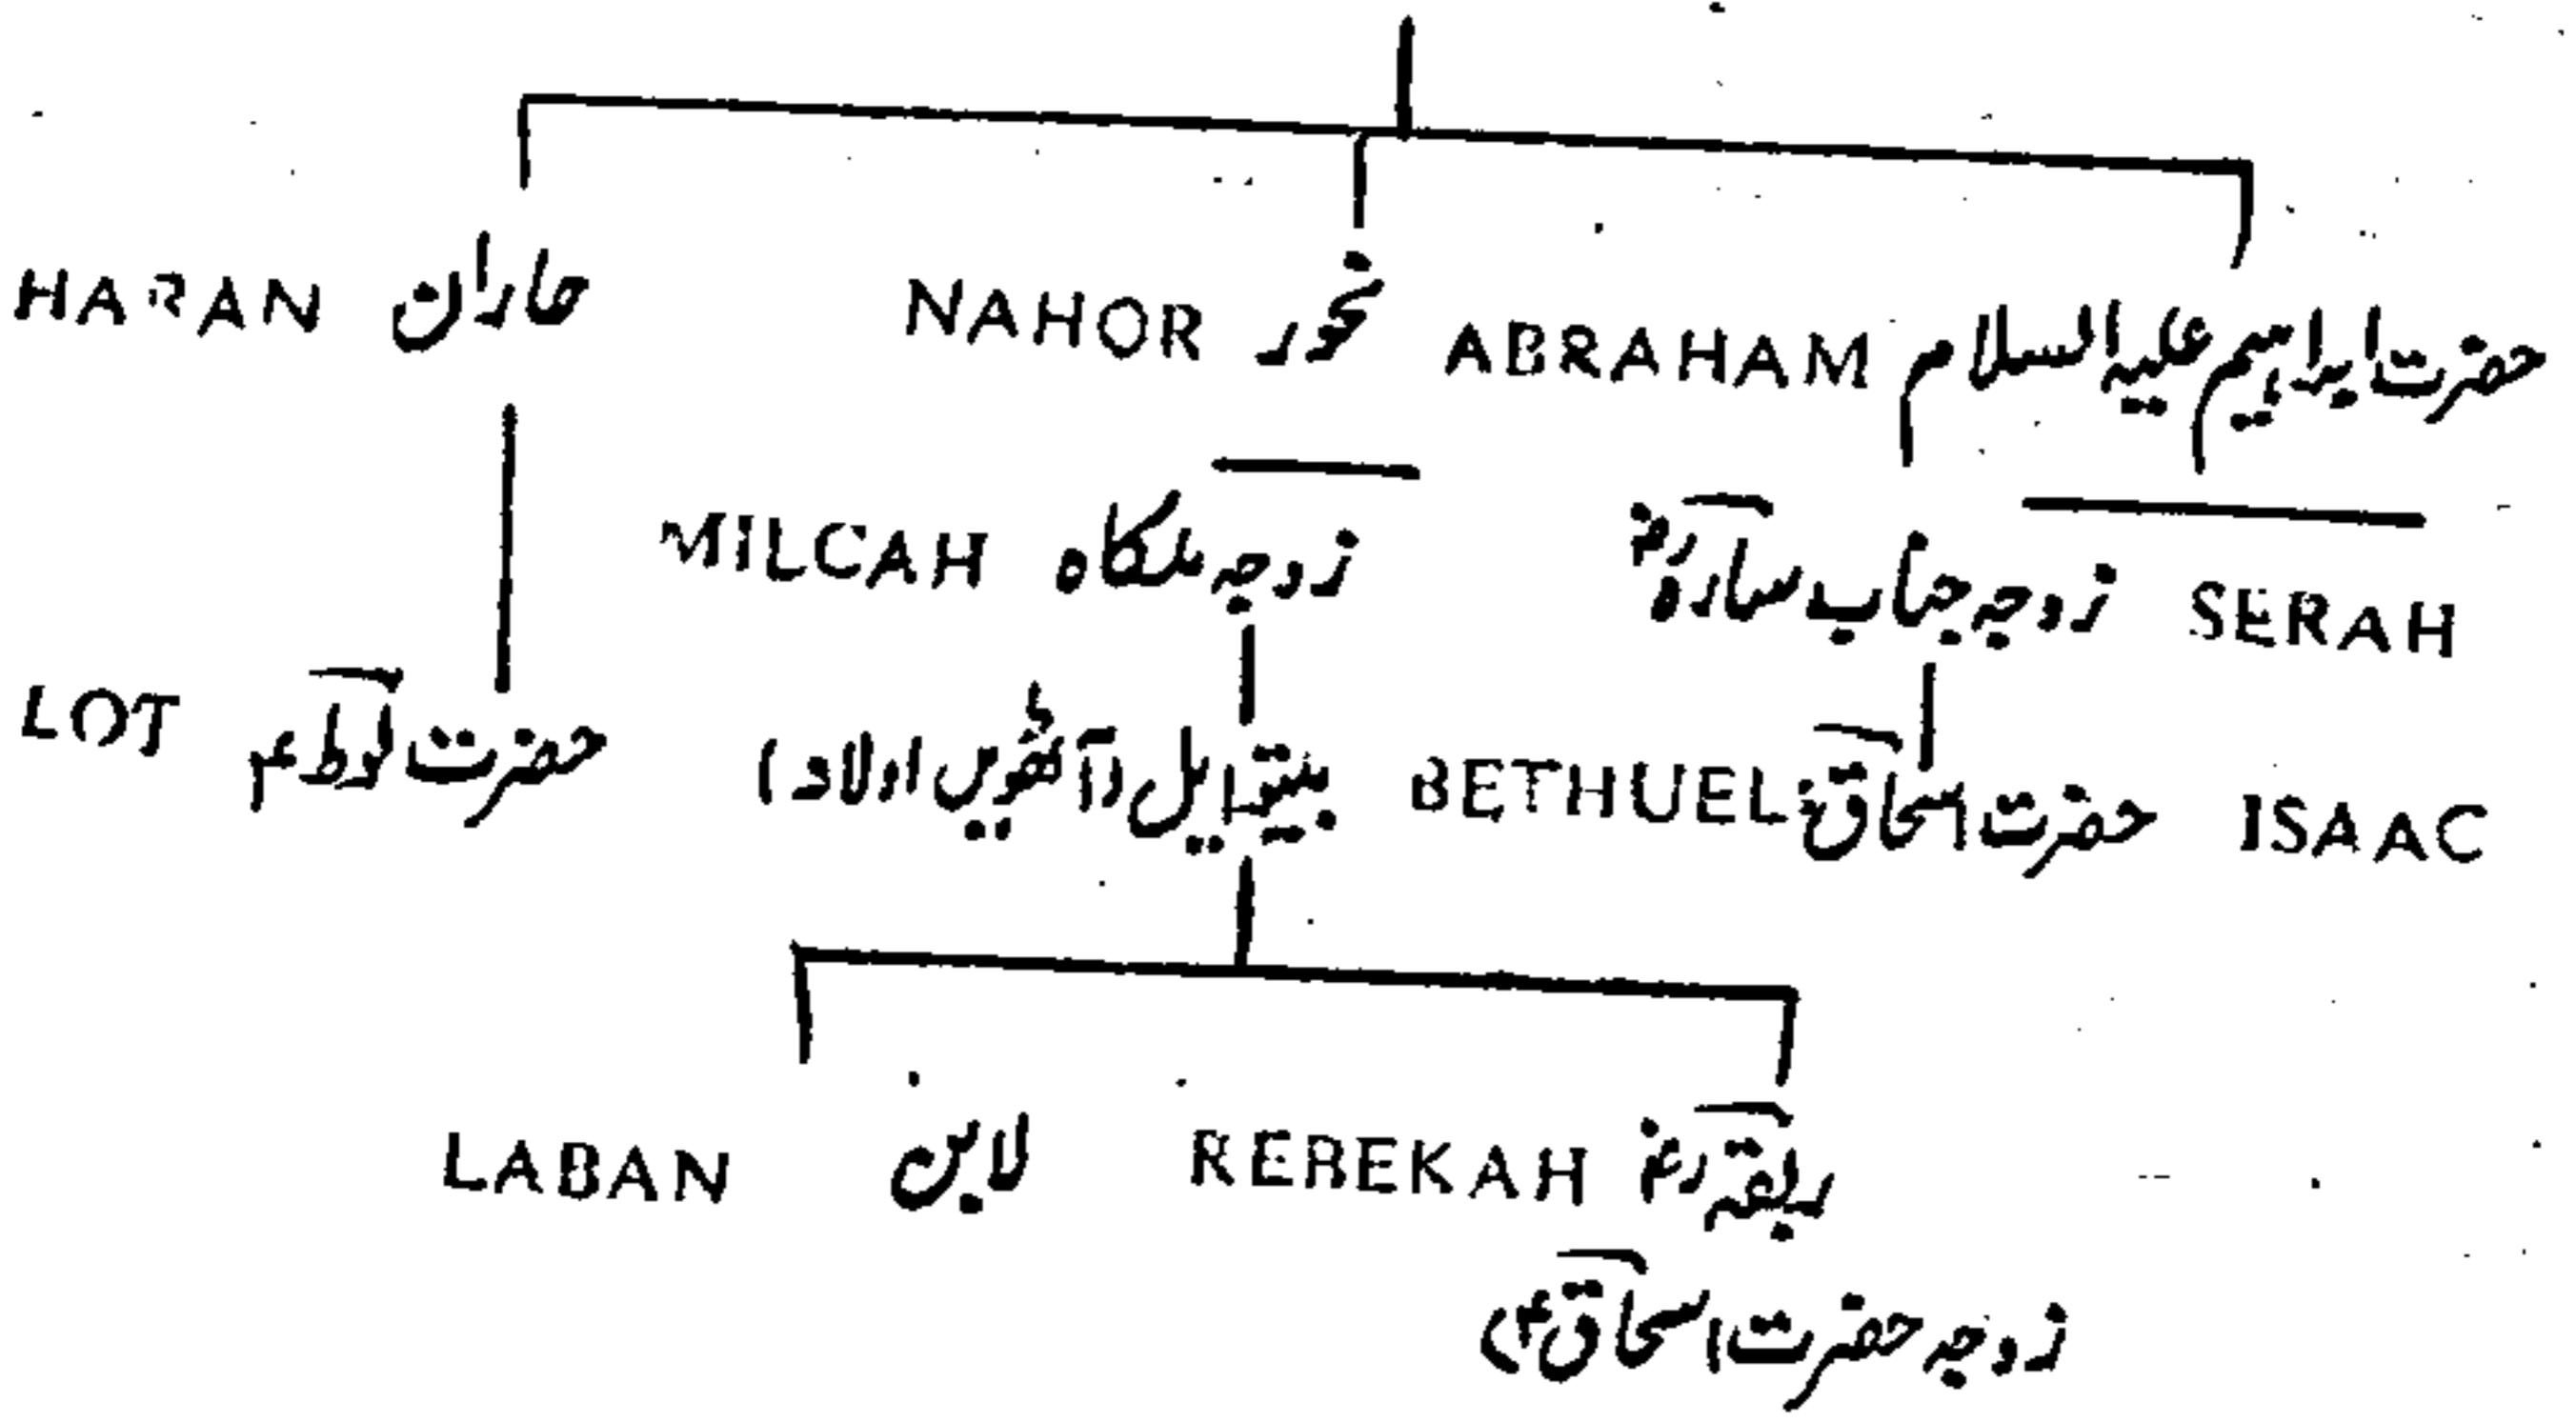 حضرت ابراہیم علیہ السلام ABRAHAM نحور NAHOR حاران HARAN
SERAH زوجہ جناب سارہؓ زوجہ ملکاہ MILCAH
ISAAC حضرت اسحاقؑ BETHUEL بیتوایل (آٹھویں اولاد) حضرت لوطؑ LOT
ربقہؓ REBEKAH لابن LABAN
زوجہ حضرت اسحاقؑ)